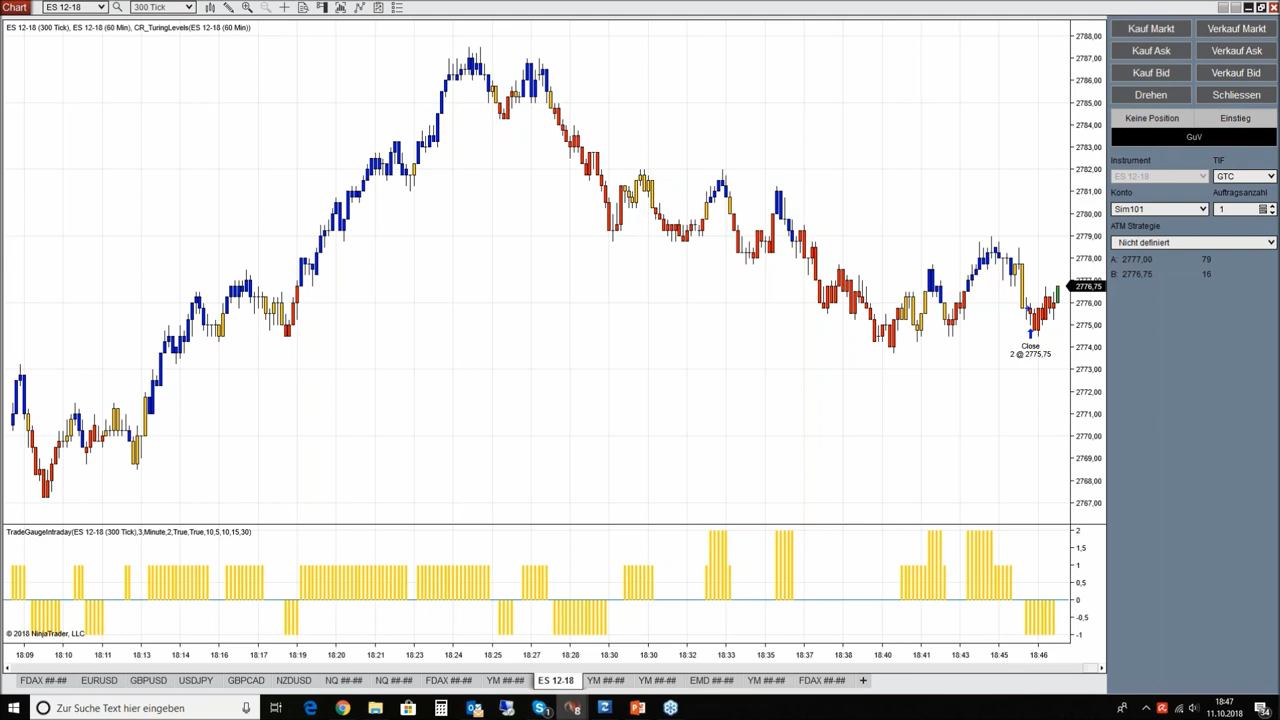 Chart
ES 12-18
300 Tick
ES 12-18 (300 Tick), ES 12-18 (60 Min), CR_TuringLevels(ES 12-18 (60 Min))
2788,00
2787,00
2786,00
2785,00
2784,00
2783,00
2782,00
2781,00
2780,00
2779,00
2778,00
2776,75
2776,00
2775,00
2774,00
2773,00
2772,00
2771,00
2770,00
2769,00
2768,00
2767,00
Close
2 @ 2775,75
Kauf Markt Verkauf Markt
Kauf Ask Verkauf Ask
Kauf Bid Verkauf Bid
Drehen Schliessen
Keine Position Einstieg
GuV
Instrument TIF
ES 12-18 GTC
Konto Auftragsanzahl
Sim101 1
ATM Strategie
Nicht definiert
A: 2777,00 79
B: 2776,75 16
TradeGaugeIntraday(ES 12-18 (300 Tick),3,Minute,2,True,True,10,5,10,15,30)
2
1,5
1
0,5
0
-0,5
-1
© 2018 NinjaTrader, LLC
18:09 18:10 18:11 18:13 18:14 18:16 18:17 18:19 18:20 18:21 18:23 18:24 18:26 18:28 18:30 18:30 18:32 18:33 18:35 18:37 18:40 18:41 18:43 18:45 18:46
FDAX ##-## EURUSD GBPUSD USDJPY GBPCAD NZDUSD NQ ##-## NQ ##-## FDAX ##-## YM ##-## ES 12-18 YM ##-## YM ##-## EMD ##-## YM ##-## FDAX ##-## +
Zur Suche Text hier eingeben
18:47
11.10.2018